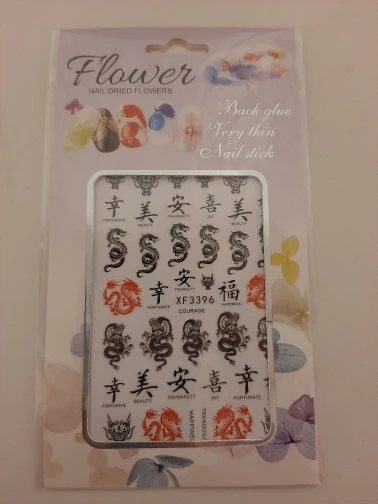 Flower
NAIL DRIED FLOWERS
Back glue
Very thin
Nail stick
幸 美 安 喜 美
FORTUNATE BEAUTY TRANQUILITY JOY BEAUTY
幸 安 福
FORTUNATE TRANQUILITY HAPPINESS
XF3396
COURAGE
幸 美 安 喜 幸
FORTUNATE BEAUTY TRANQUILITY JOY FORTUNATE
HAPPINE
TRANQUILI